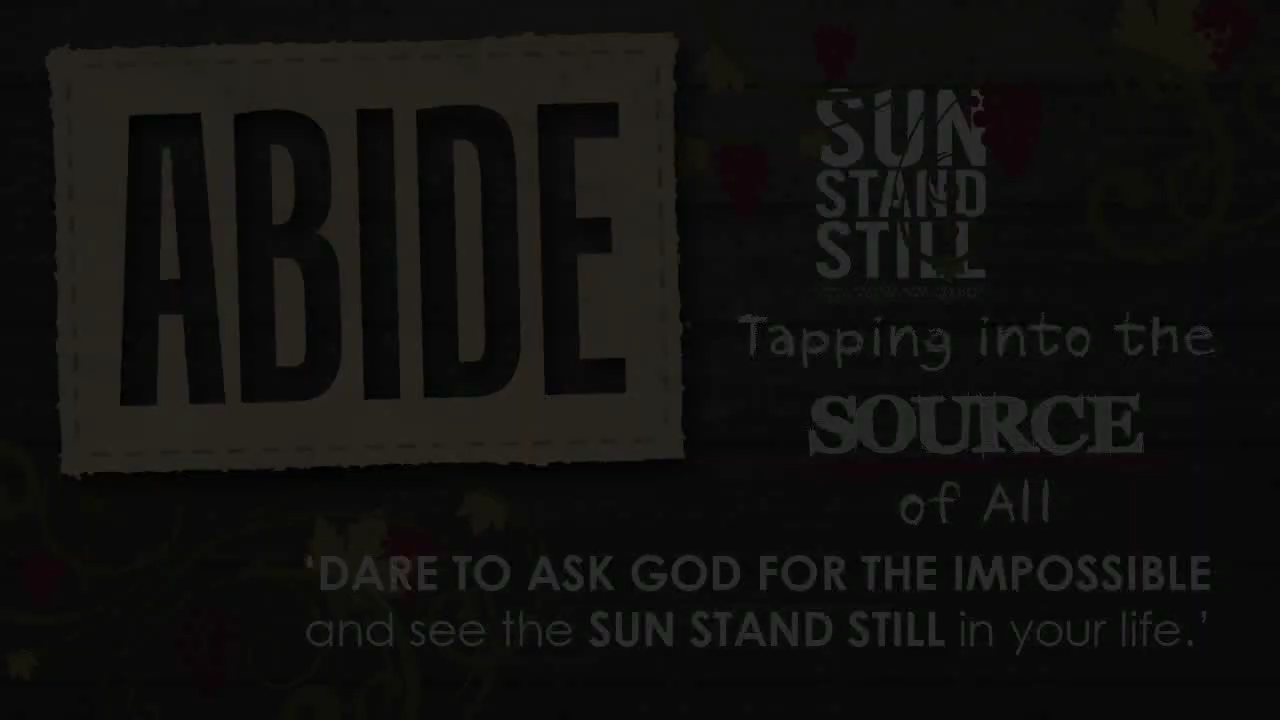 ABIDE
SUN
STAND
STILL
Tapping into the
SOURCE
of All
'DARE TO ASK GOD FOR THE IMPOSSIBLE
and see the SUN STAND STILL in your life.'